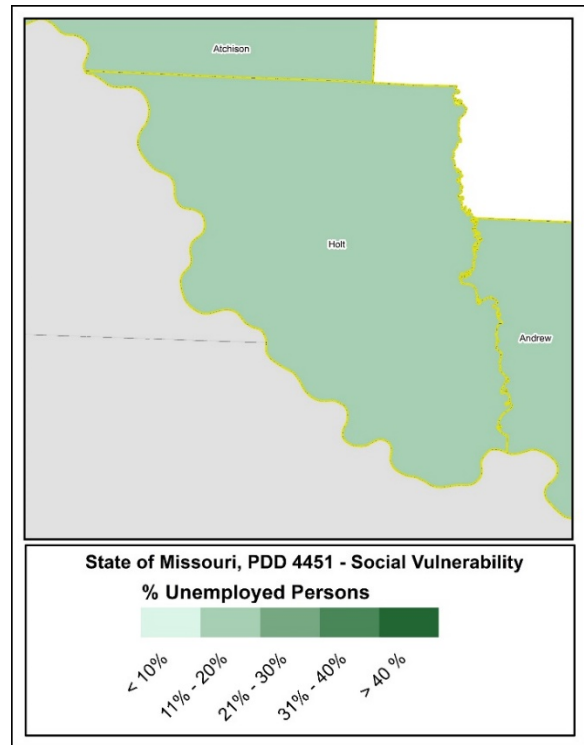 Atchison
Holt
Andrew
State of Missouri, PDD 4451 - Social Vulnerability
% Unemployed Persons
< 10%
11% - 20%
21% - 30%
31% - 40%
> 40 %